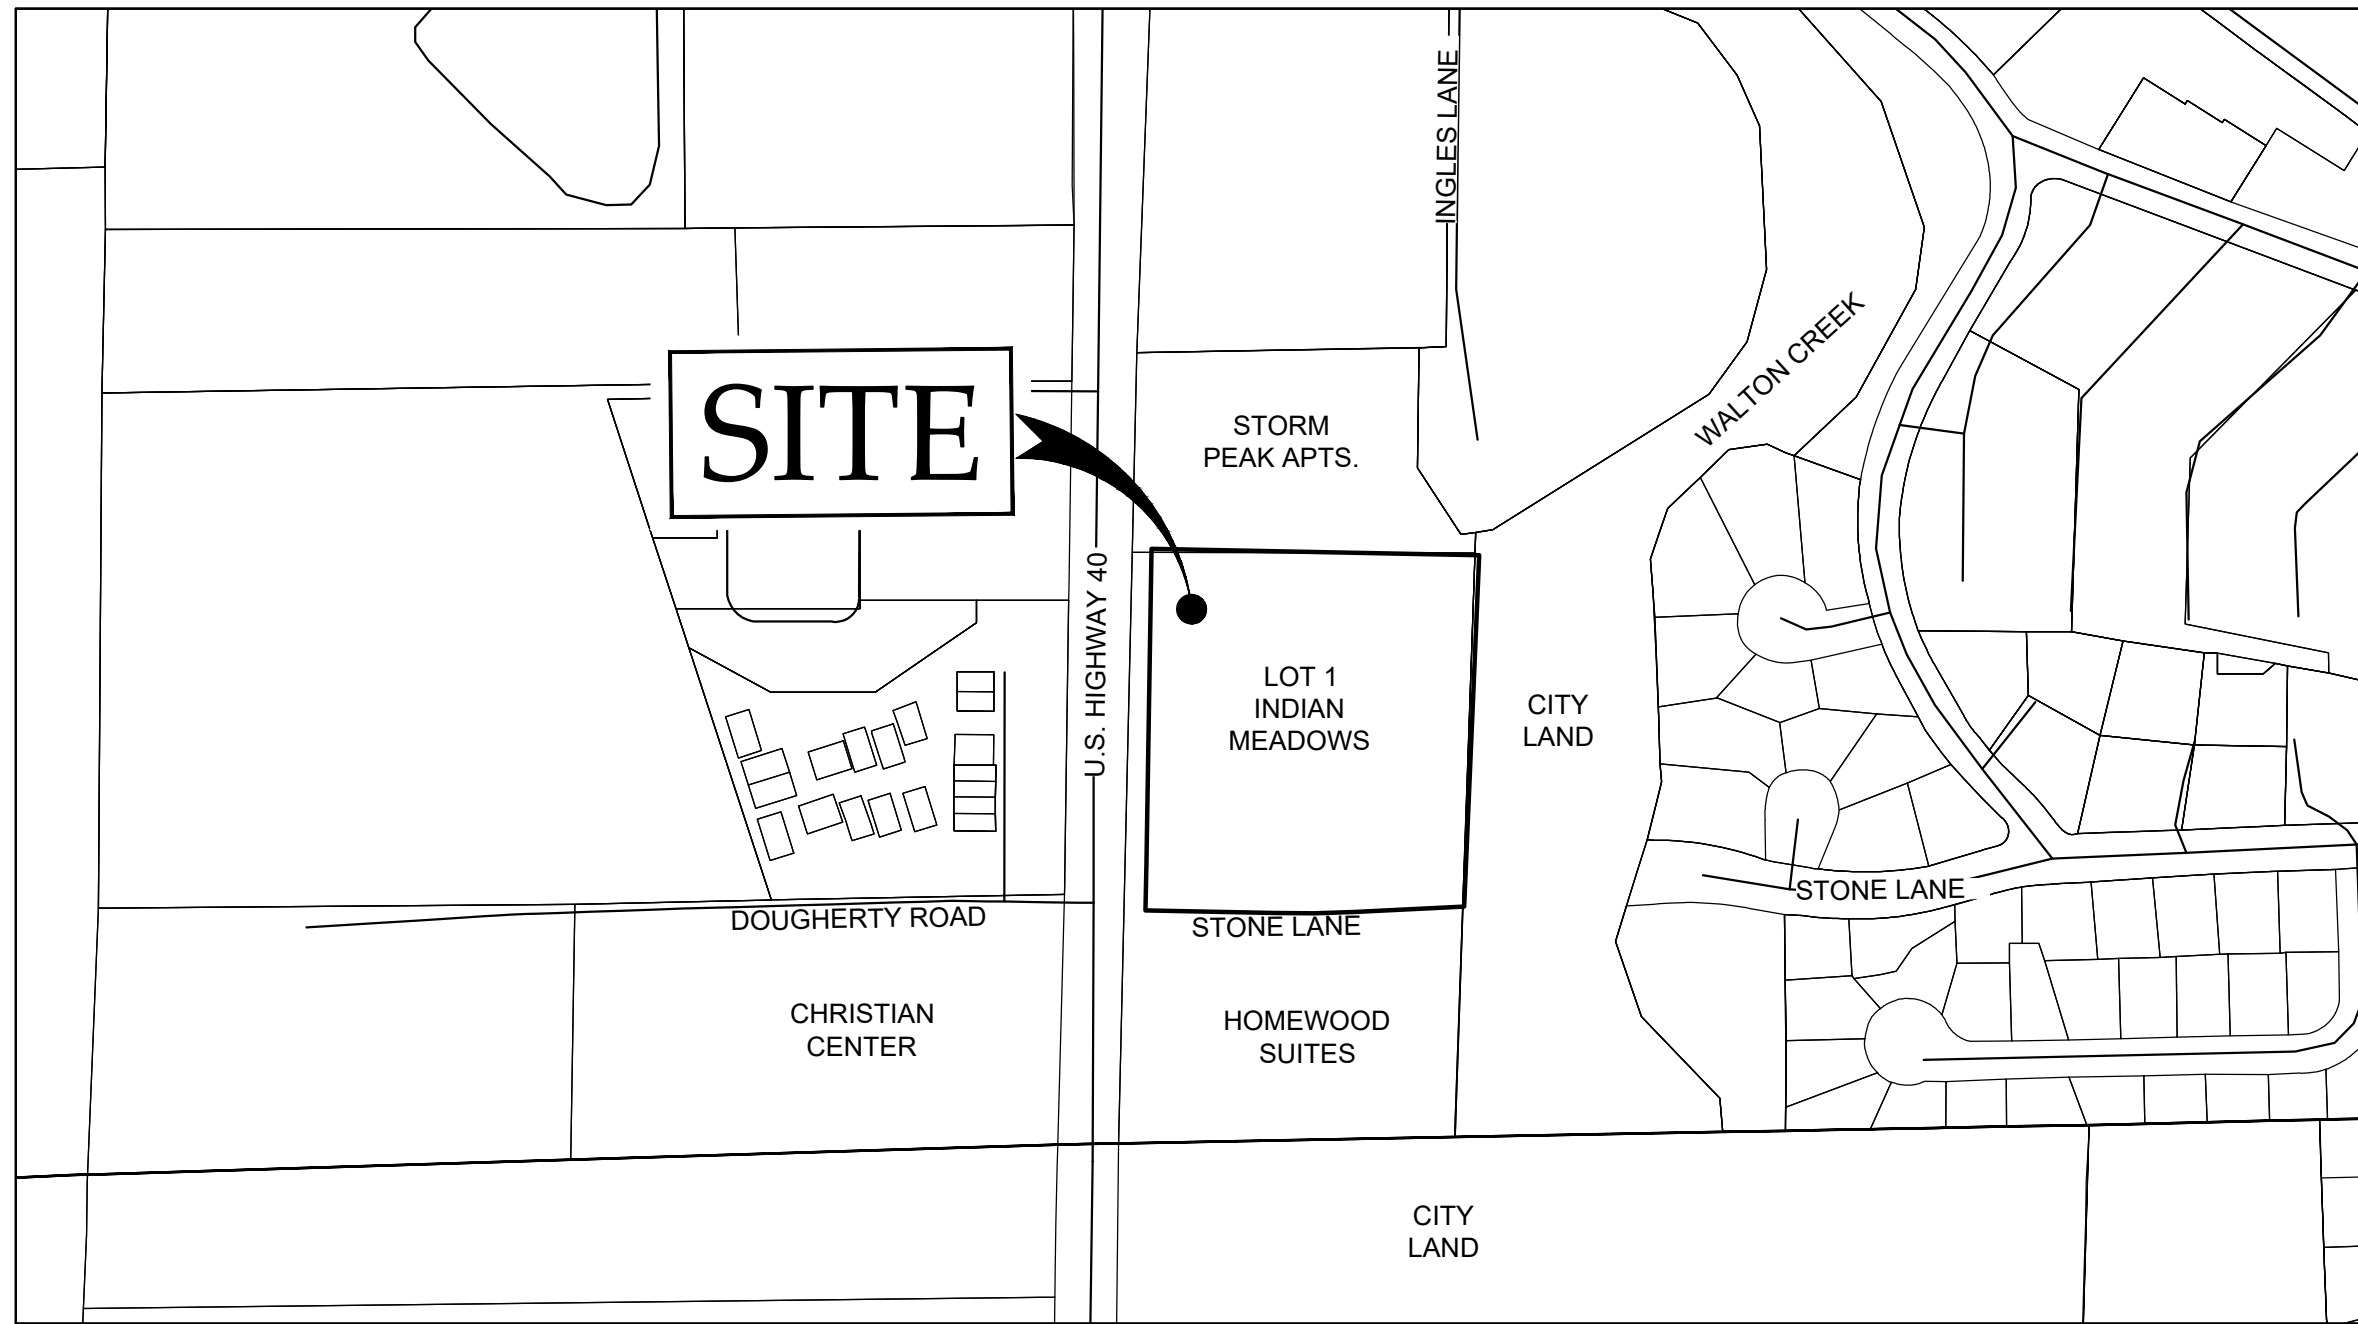 INGLES LANE
WALTON CREEK
SITE
STORM
PEAK APTS.
U.S. HIGHWAY 40
LOT 1
INDIAN
MEADOWS
CITY
LAND
STONE LANE
DOUGHERTY ROAD
STONE LANE
CHRISTIAN
CENTER
HOMEWOOD
SUITES
CITY
LAND